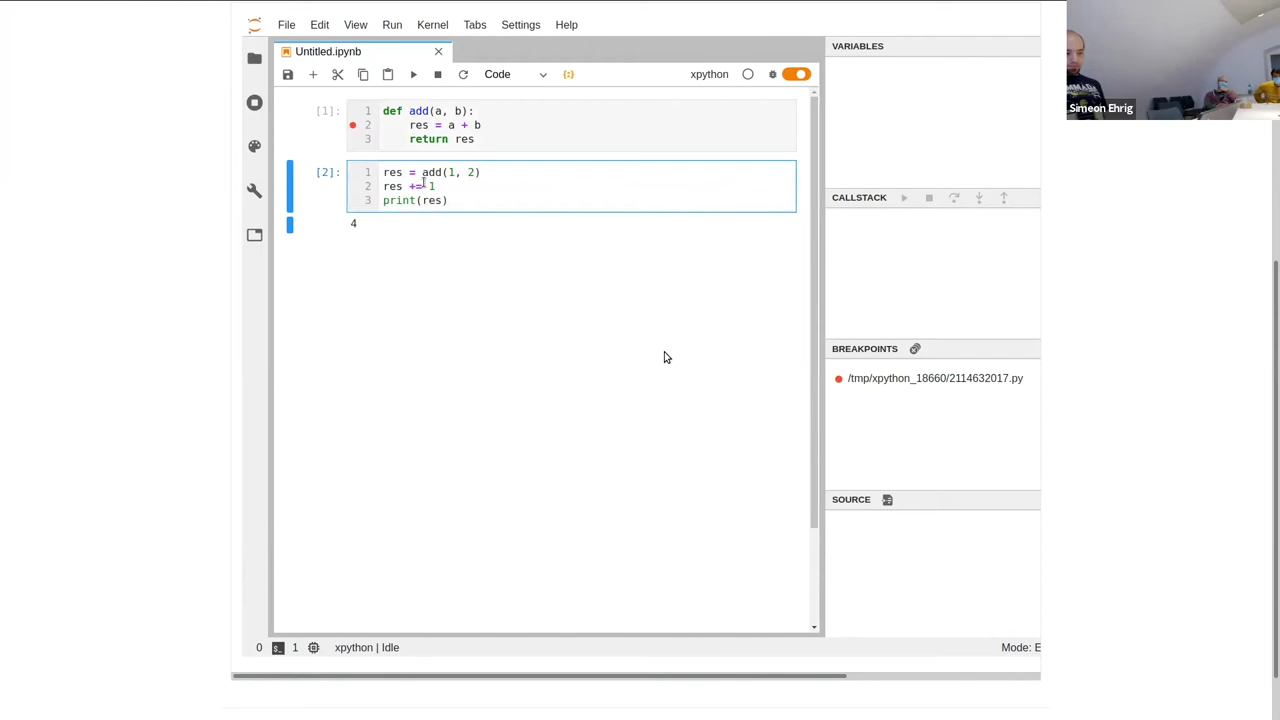 File Edit View Run Kernel Tabs Settings Help
Untitled.ipynb
Code
xpython
[1]:
1 def add(a, b):
2 res = a + b
3 return res
[2]:
1 res = add(1, 2)
2 res += 1
3 print(res)
4
0
1
xpython | Idle
Mode: E
VARIABLES
CALLSTACK
BREAKPOINTS
/tmp/xpython_18660/2114632017.py
SOURCE
Simeon Ehrig